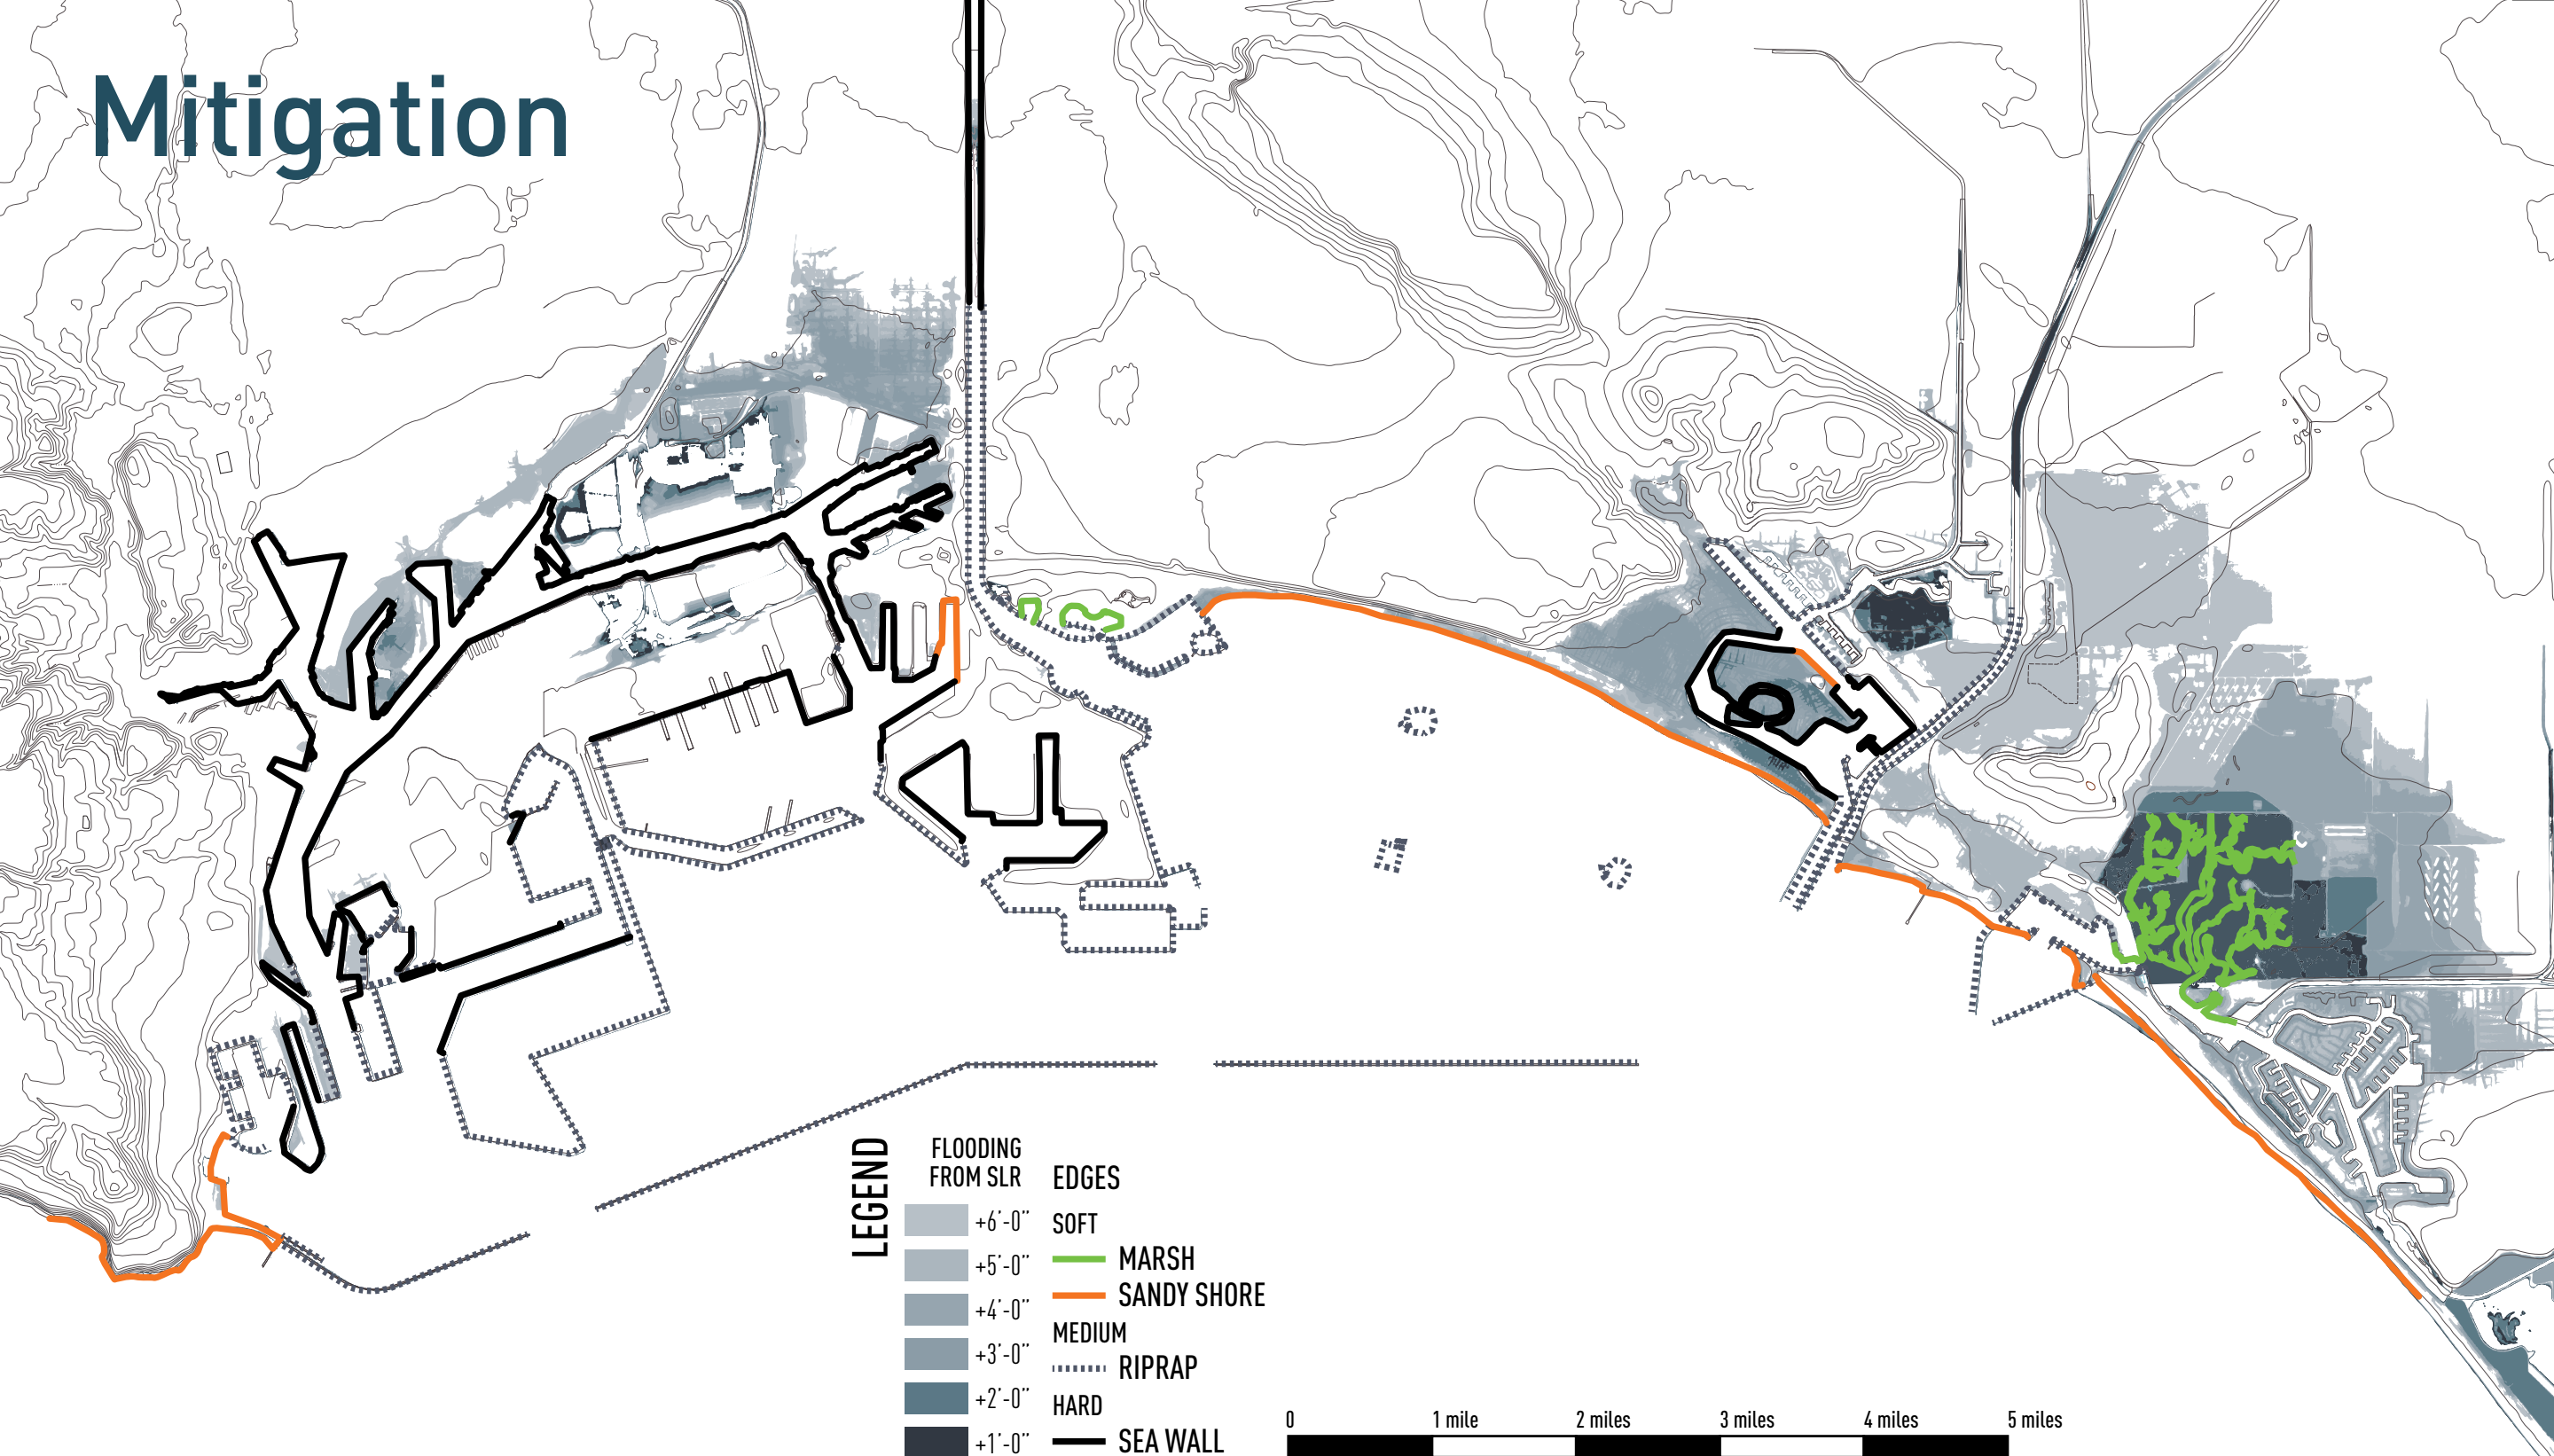 Mitigation
LEGEND
FLOODING
FROM SLR
+6'-0"
+5'-0"
+4'-0"
+3'-0"
+2'-0"
+1'-0"
EDGES
SOFT
MARSH
SANDY SHORE
MEDIUM
RIPRAP
HARD
SEA WALL
0 1 mile 2 miles 3 miles 4 miles 5 miles